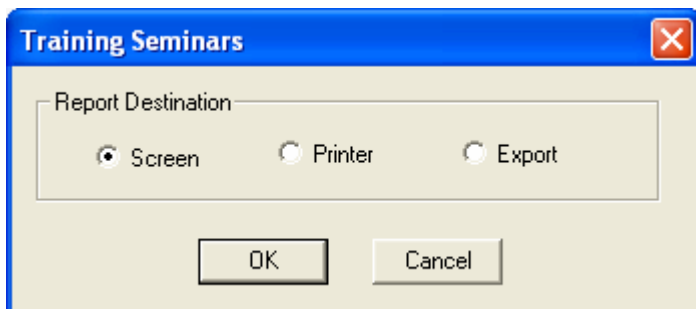 Training Seminars
Report Destination
Screen Printer Export
OK Cancel